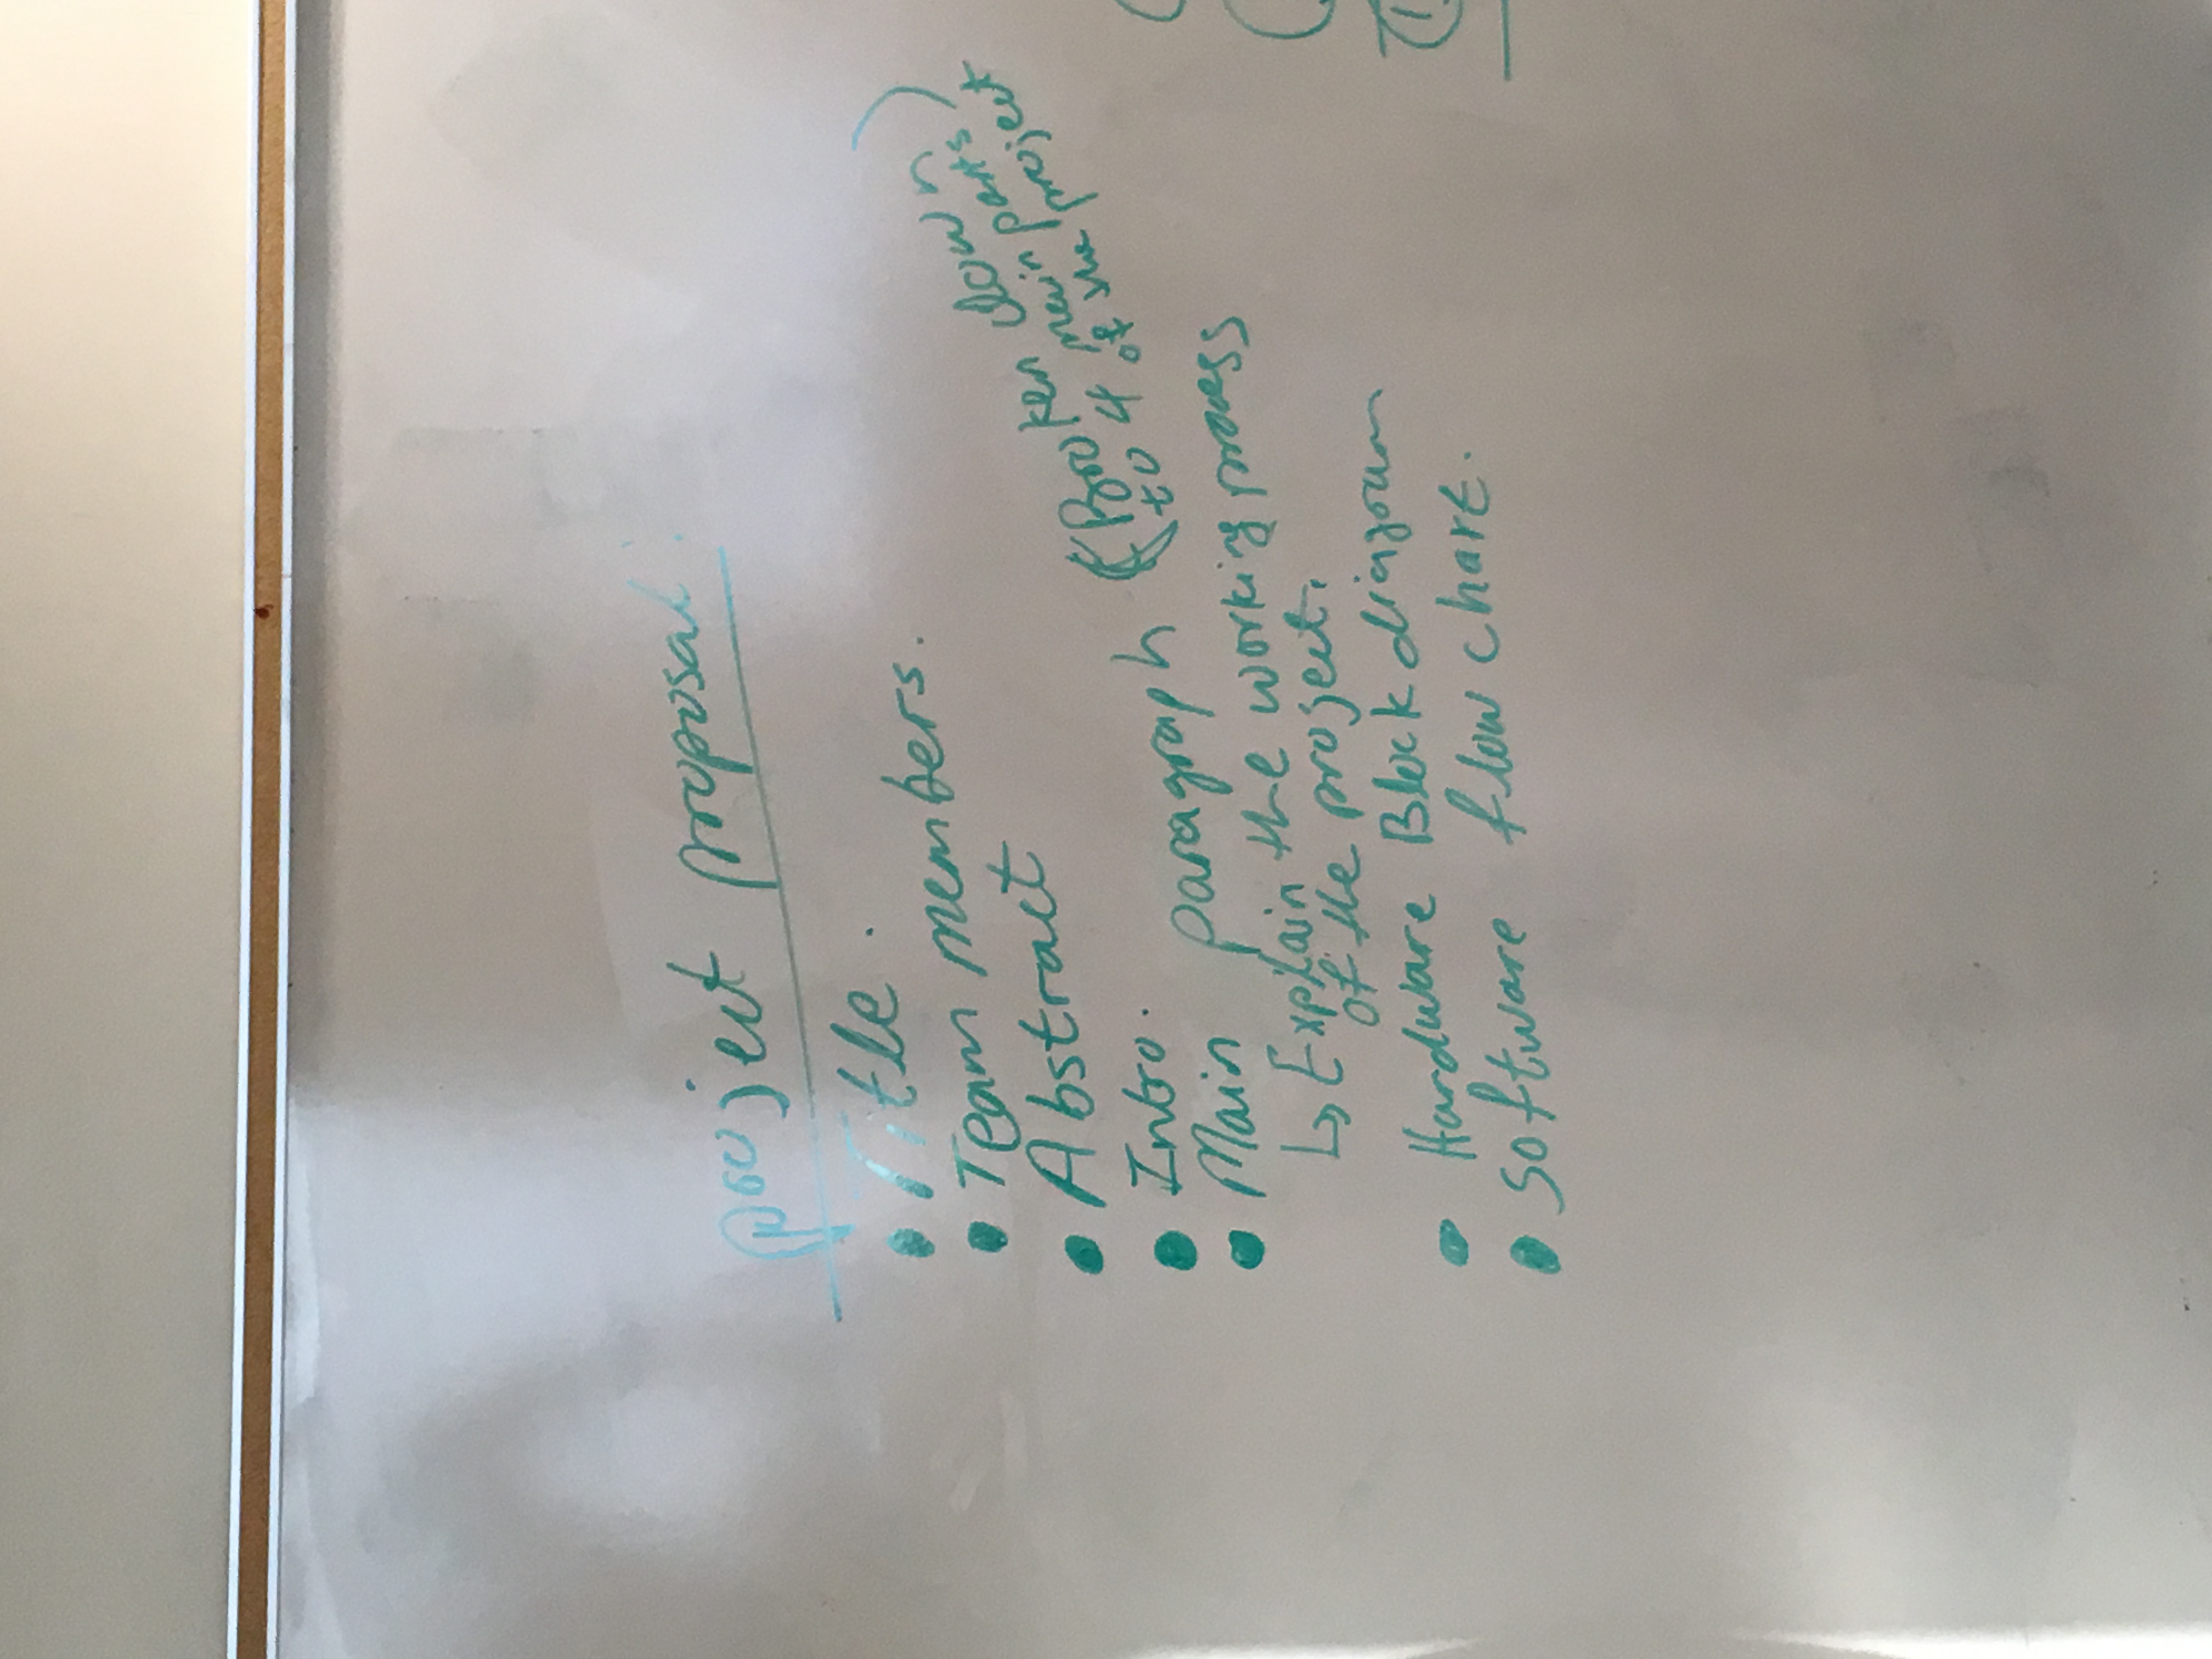 project proposal:
• Title.
• Team members.
• Abstract
• Intro.
• Main paragraph (Broken down)
to 4 main parts
of the project
↳ Explain the working process
of the project.
• Hardware Block diagram
• Software flow chart.